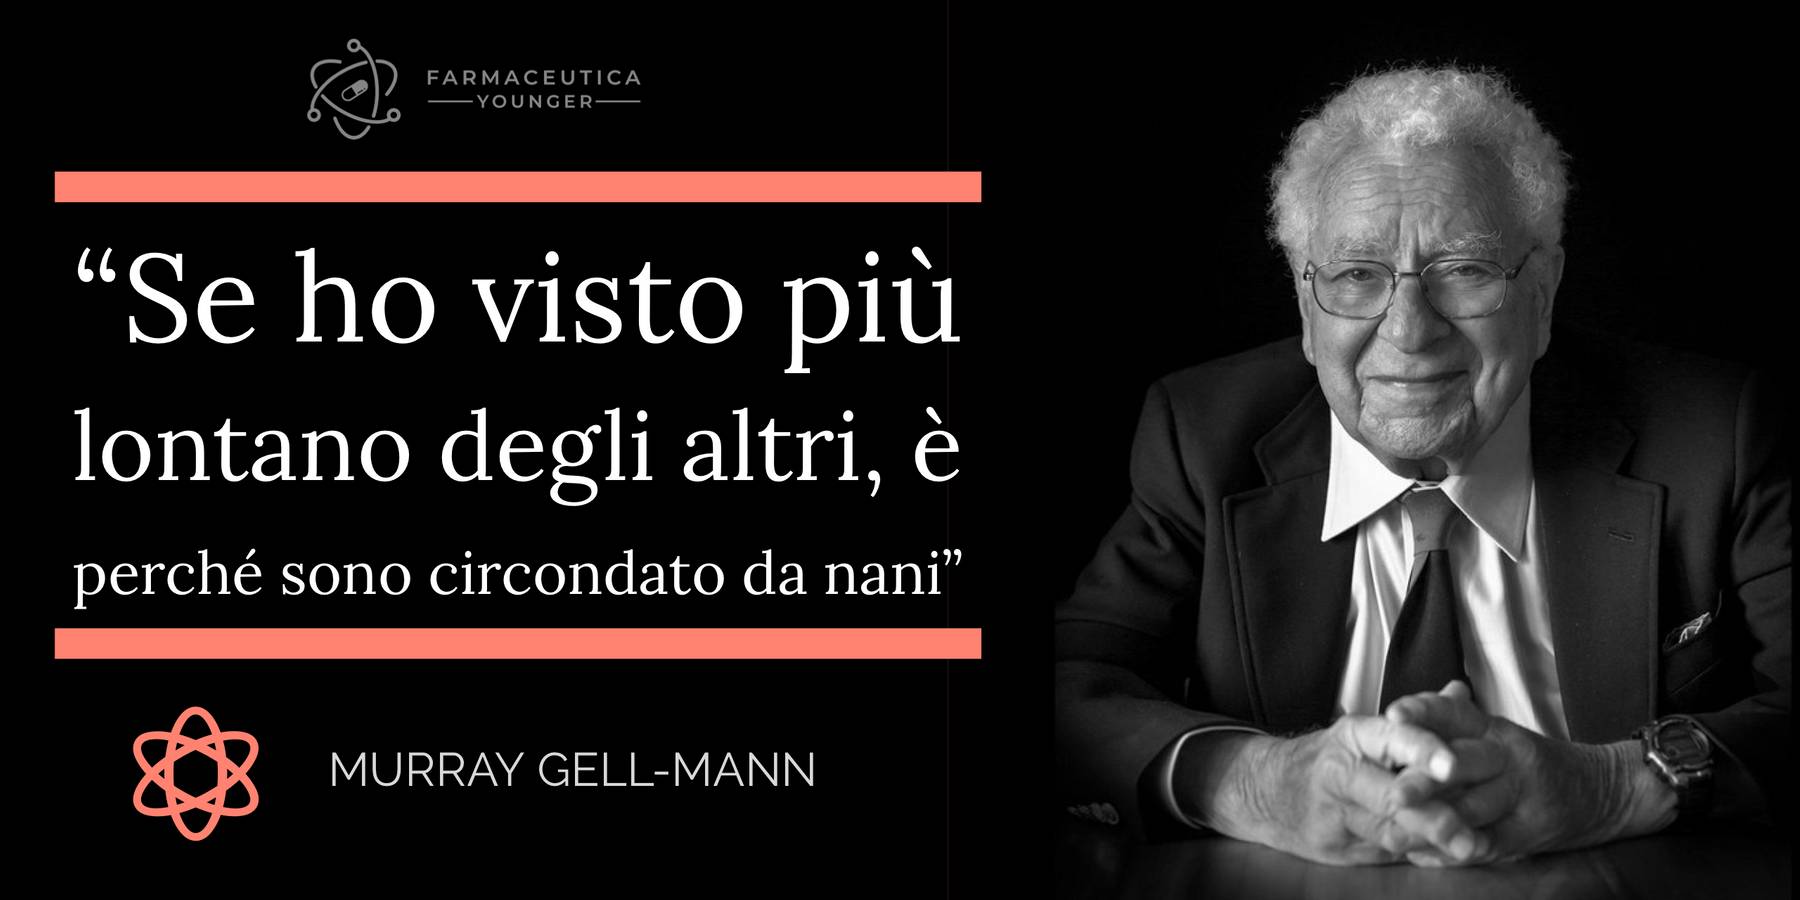 FARMACEUTICA
YOUNGER
“Se ho visto più
lontano degli altri, è
perché sono circondato da nani”
MURRAY GELL-MANN